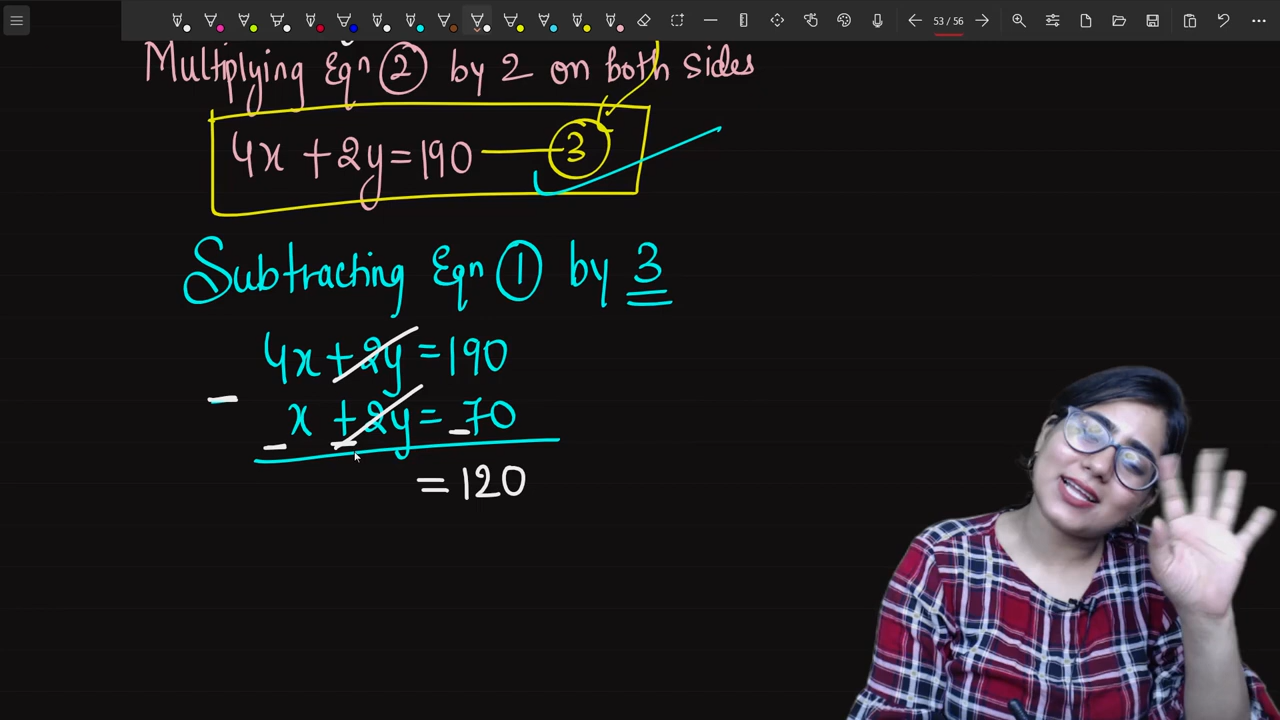 53 / 56
Multiplying Eqn ② by 2 on both sides
4x + 2y = 190 — ③
Subtracting Eqn ① by 3
4x + 2y = 190
- x + 2y = 70
- - -
= 120